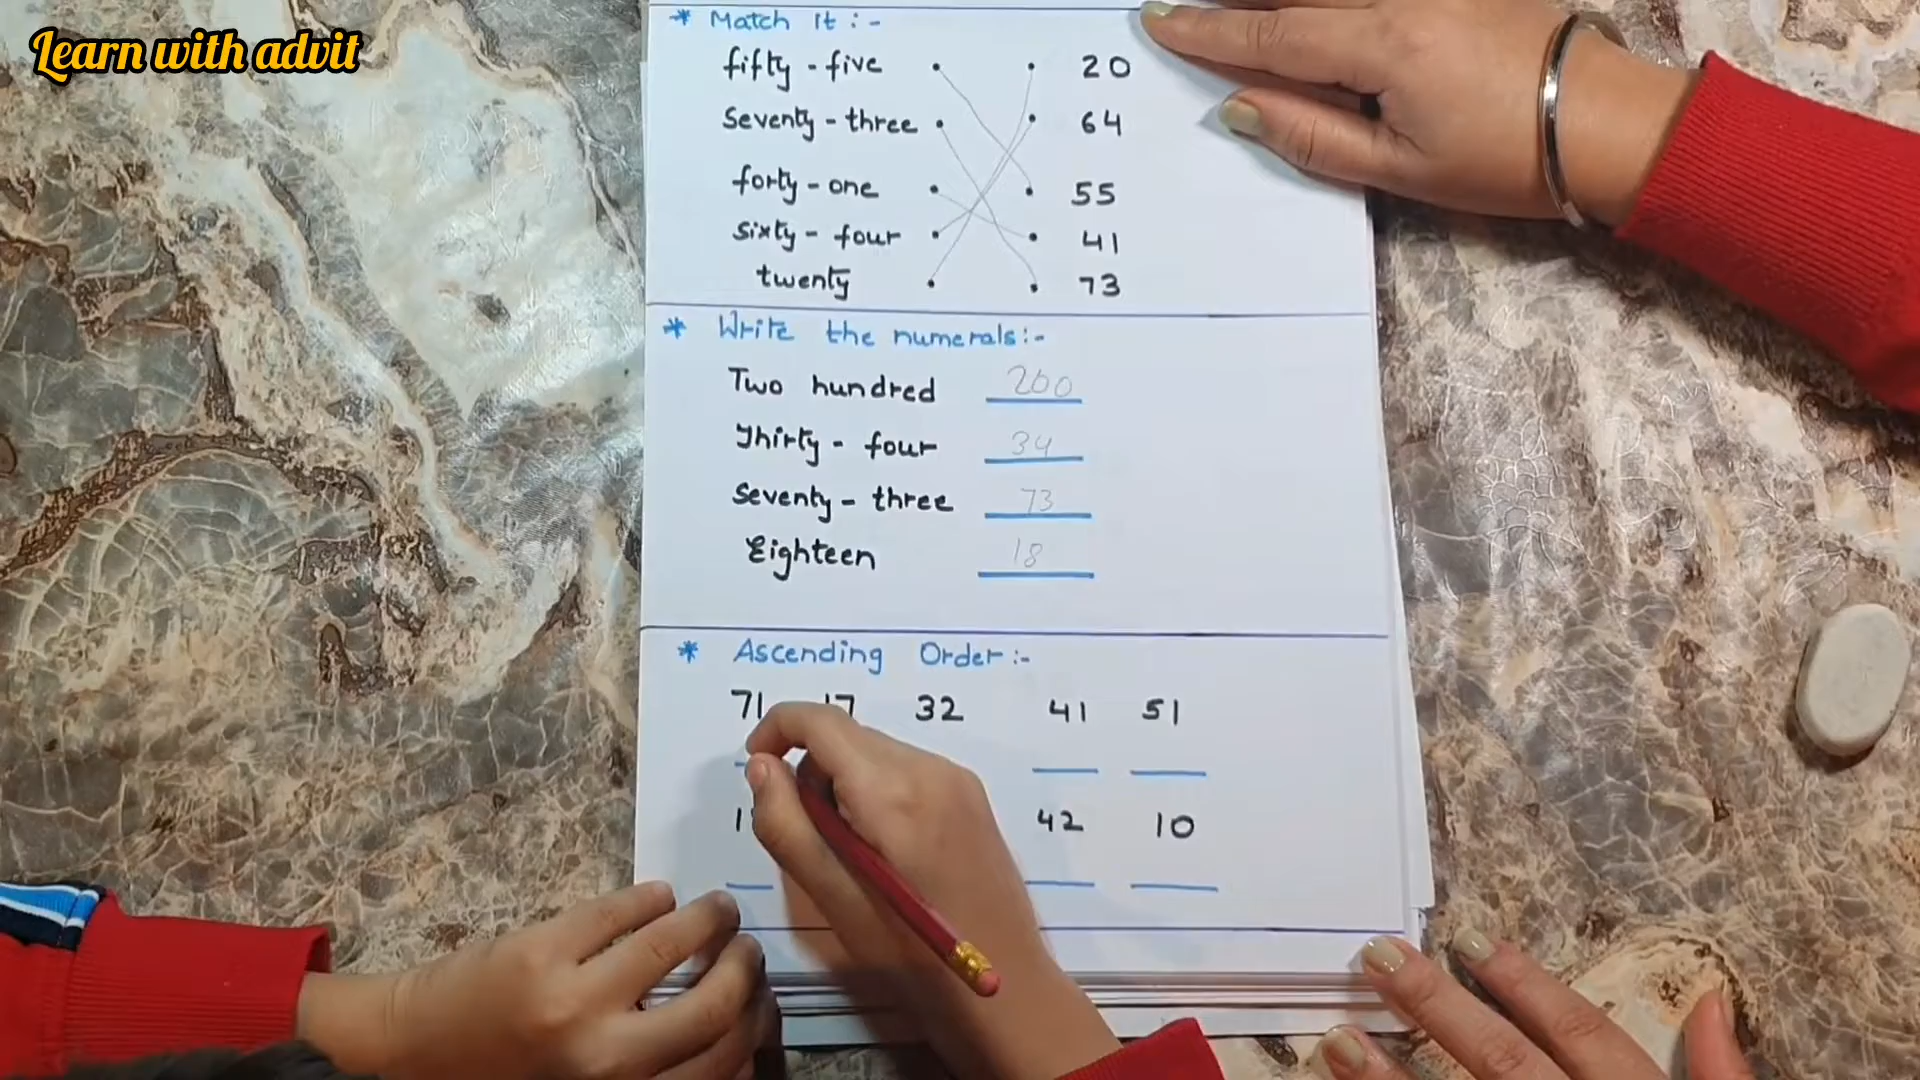 Learn with advit
* Match it :-
fifty - five 20
Seventy - three 64
forty - one 55
sixty - four 41
twenty 73
* Write the numerals :-
Two hundred 200
Thirty - four 34
Seventy - three 73
Eighteen 18
* Ascending Order :-
71 17 32 41 51
42 10